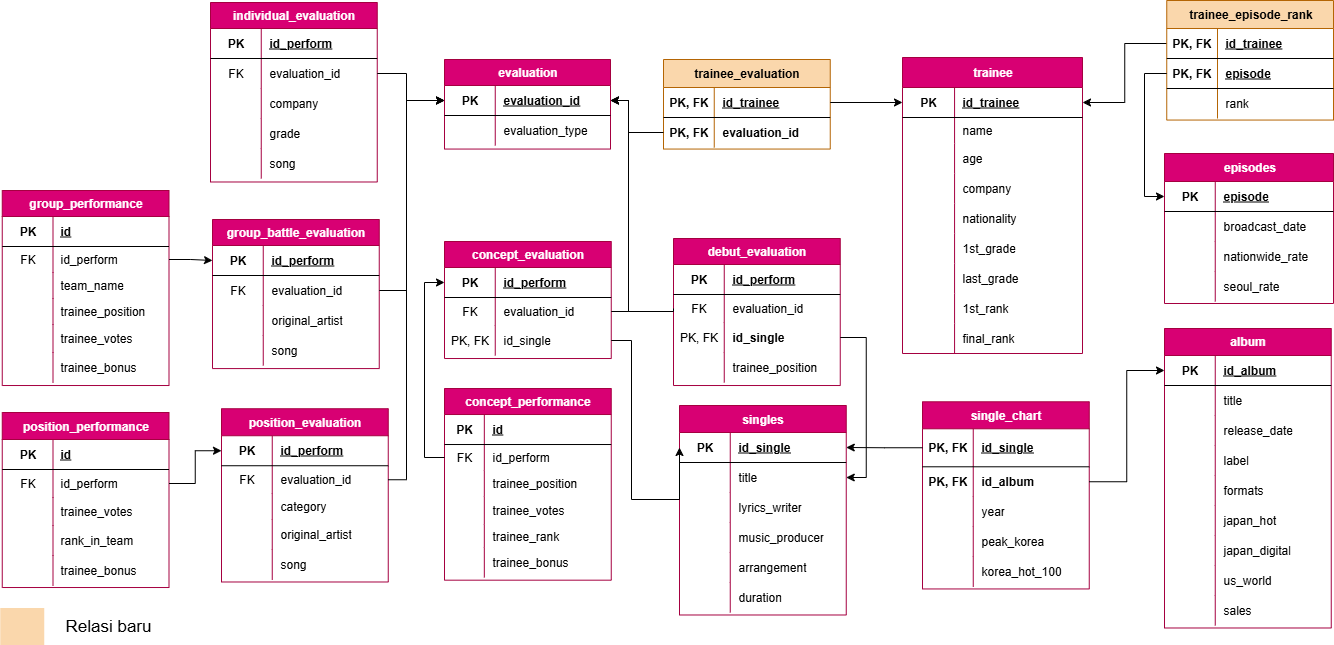 individual_evaluation
PK id_perform
FK evaluation_id
company
grade
song
evaluation
PK evaluation_id
evaluation_type
trainee_evaluation
PK, FK id_trainee
PK, FK evaluation_id
trainee
PK id_trainee
name
age
company
nationality
1st_grade
last_grade
1st_rank
final_rank
trainee_episode_rank
PK, FK id_trainee
PK, FK episode
rank
episodes
PK episode
broadcast_date
nationwide_rate
seoul_rate
group_performance
PK id
FK id_perform
team_name
trainee_position
trainee_votes
trainee_bonus
group_battle_evaluation
PK id_perform
FK evaluation_id
original_artist
song
concept_evaluation
PK id_perform
FK evaluation_id
PK, FK id_single
debut_evaluation
PK id_perform
FK evaluation_id
PK, FK id_single
trainee_position
position_performance
PK id
FK id_perform
trainee_votes
rank_in_team
trainee_bonus
position_evaluation
PK id_perform
FK evaluation_id
category
original_artist
song
concept_performance
PK id
FK id_perform
trainee_position
trainee_votes
trainee_rank
trainee_bonus
singles
PK id_single
title
lyrics_writer
music_producer
arrangement
duration
single_chart
PK, FK id_single
PK, FK id_album
year
peak_korea
korea_hot_100
album
PK id_album
title
release_date
label
formats
japan_hot
japan_digital
us_world
sales
Relasi baru